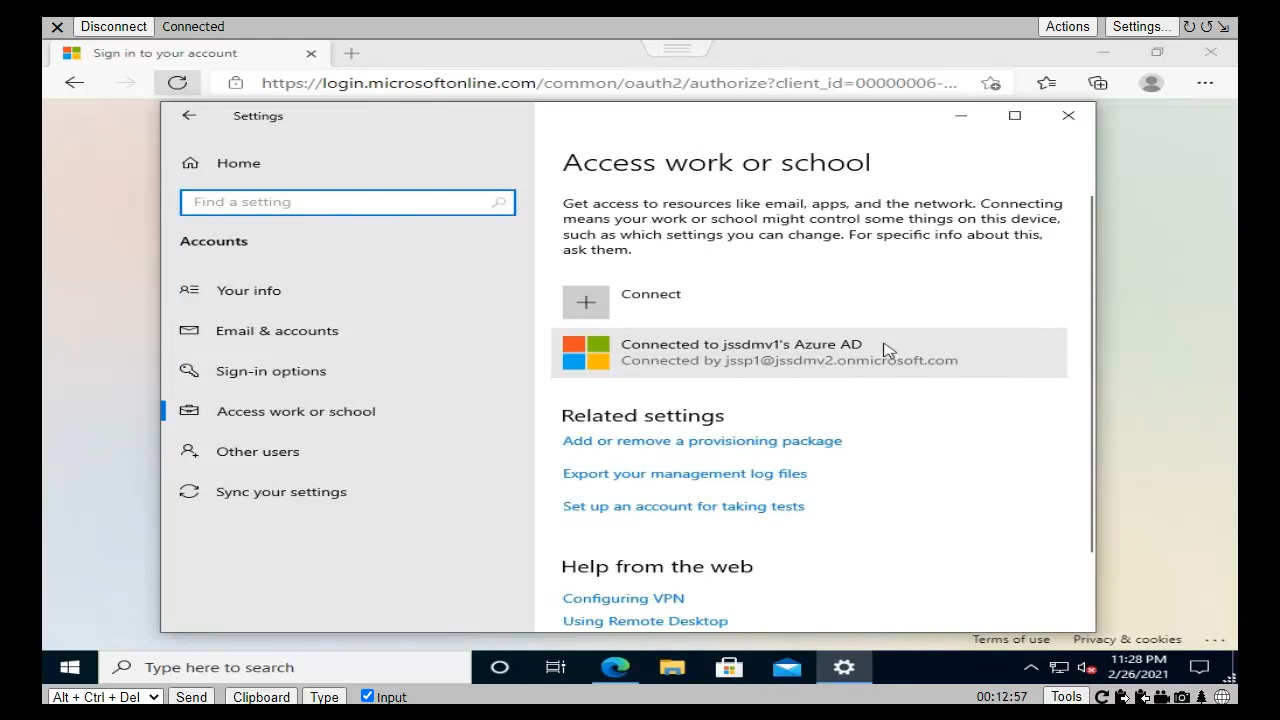 Disconnect
Connected
Actions
Settings...
Sign in to your account
https://login.microsoftonline.com/common/oauth2/authorize?client_id=00000006-...
Settings
Home
Find a setting
Accounts
Your info
Email & accounts
Sign-in options
Access work or school
Other users
Sync your settings
Access work or school
Get access to resources like email, apps, and the network. Connecting
means your work or school might control some things on this device,
such as which settings you can change. For specific info about this,
ask them.
Connect
Connected to jssdmv1's Azure AD
Connected by jssp1@jssdmv2.onmicrosoft.com
Related settings
Add or remove a provisioning package
Export your management log files
Set up an account for taking tests
Help from the web
Configuring VPN
Using Remote Desktop
Terms of use
Privacy & cookies
...
Type here to search
11:28 PM
2/26/2021
Alt + Ctrl + Del
Send
Clipboard
Type
Input
00:12:57
Tools